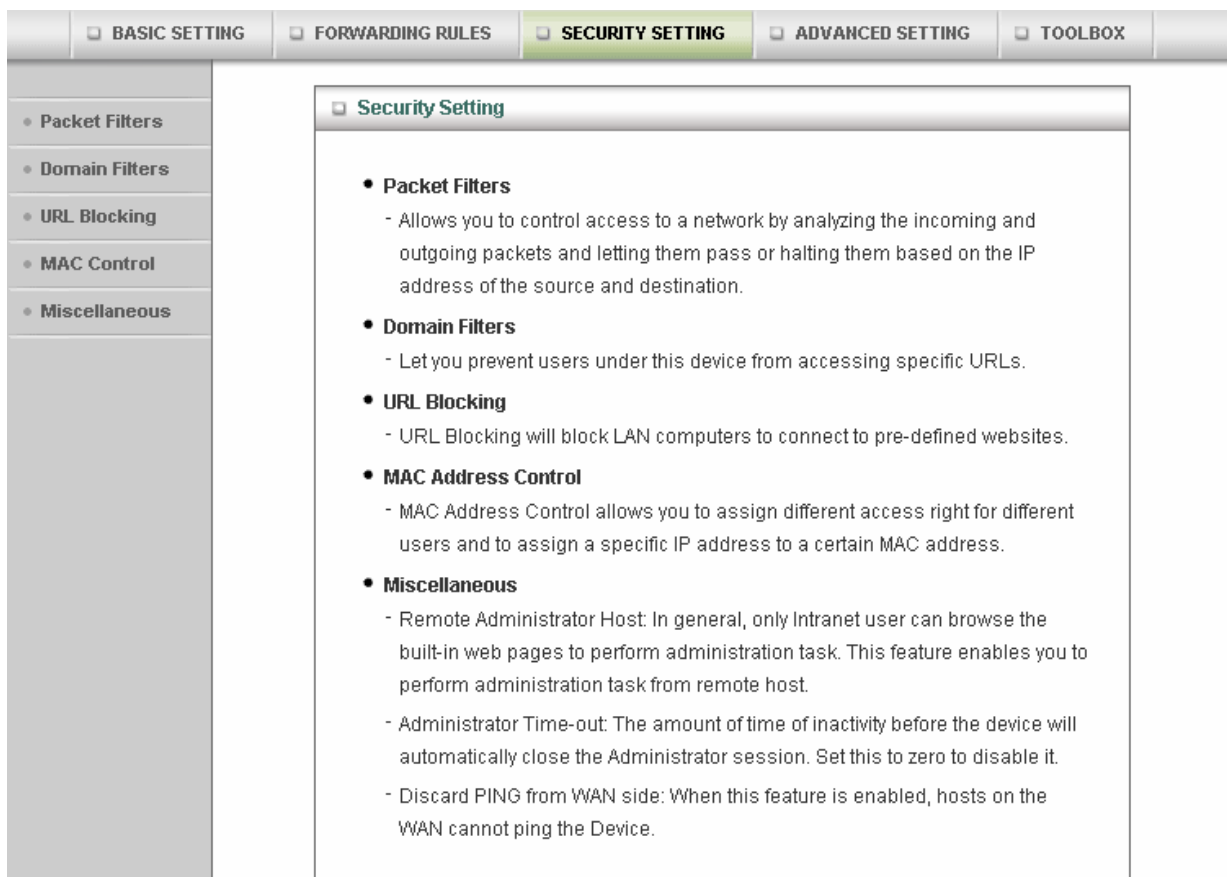 BASIC SETTING FORWARDING RULES SECURITY SETTING ADVANCED SETTING TOOLBOX
Packet Filters
Domain Filters
URL Blocking
MAC Control
Miscellaneous
Security Setting
• Packet Filters
- Allows you to control access to a network by analyzing the incoming and
outgoing packets and letting them pass or halting them based on the IP
address of the source and destination.
• Domain Filters
- Let you prevent users under this device from accessing specific URLs.
• URL Blocking
- URL Blocking will block LAN computers to connect to pre-defined websites.
• MAC Address Control
- MAC Address Control allows you to assign different access right for different
users and to assign a specific IP address to a certain MAC address.
• Miscellaneous
- Remote Administrator Host: In general, only Intranet user can browse the
built-in web pages to perform administration task. This feature enables you to
perform administration task from remote host.
- Administrator Time-out: The amount of time of inactivity before the device will
automatically close the Administrator session. Set this to zero to disable it.
- Discard PING from WAN side: When this feature is enabled, hosts on the
WAN cannot ping the Device.